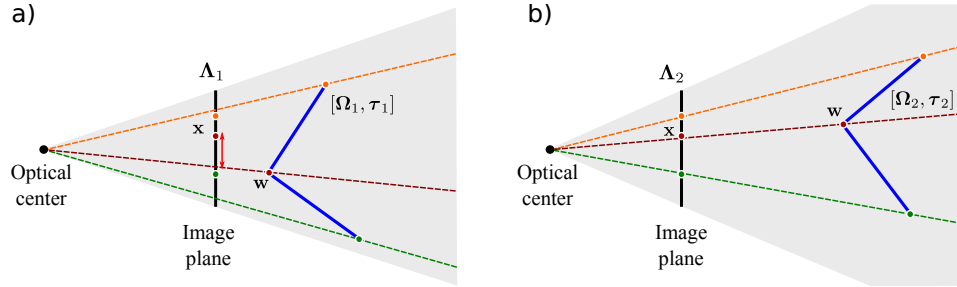 a)
Λ₁
[Ω₁, τ₁]
x
w
Optical
center
Image
plane
b)
Λ₂
[Ω₂, τ₂]
w
x
Optical
center
Image
plane